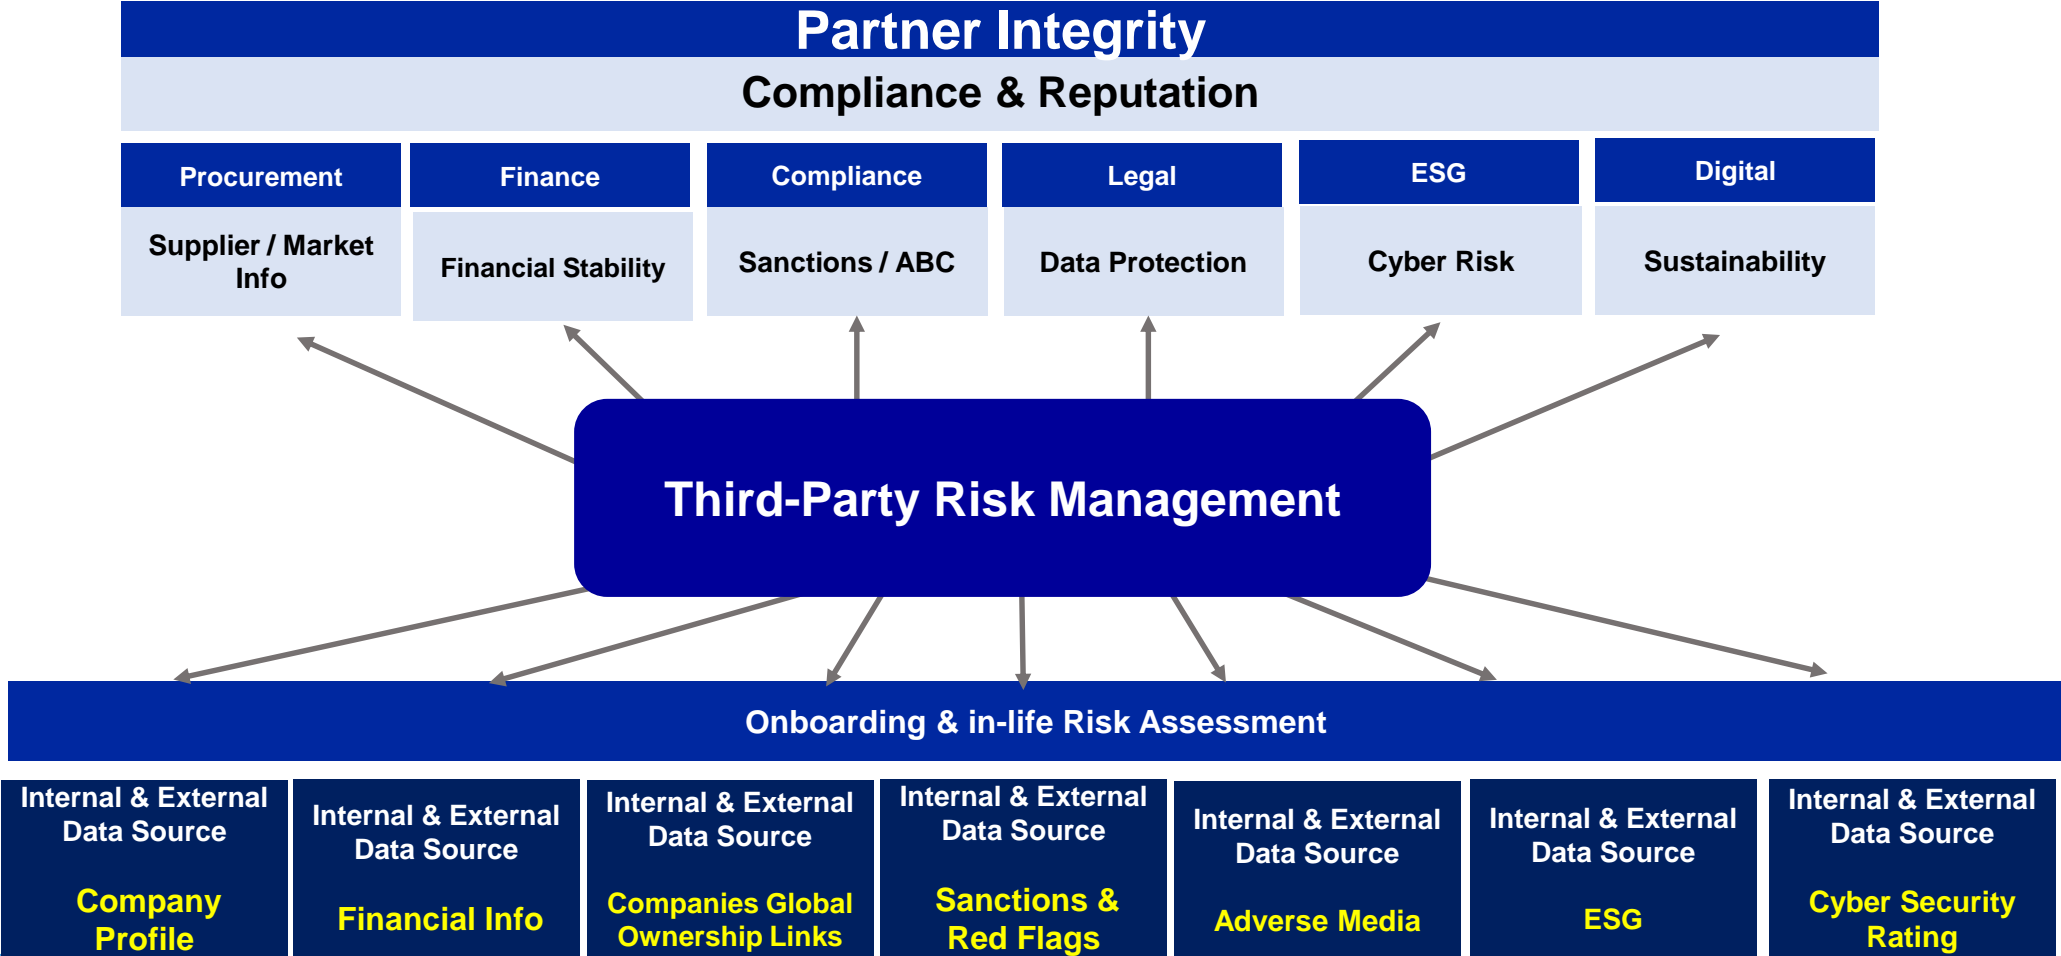 Partner Integrity
Compliance & Reputation
Procurement
Finance
Compliance
Legal
ESG
Digital
Supplier / Market
Info
Financial Stability
Sanctions / ABC
Data Protection
Cyber Risk
Sustainability
Third-Party Risk Management
Onboarding & in-life Risk Assessment
Internal & External
Data Source
Company
Profile
Internal & External
Data Source
Financial Info
Internal & External
Data Source
Companies Global
Ownership Links
Internal & External
Data Source
Sanctions &
Red Flags
Internal & External
Data Source
Adverse Media
Internal & External
Data Source
ESG
Internal & External
Data Source
Cyber Security
Rating